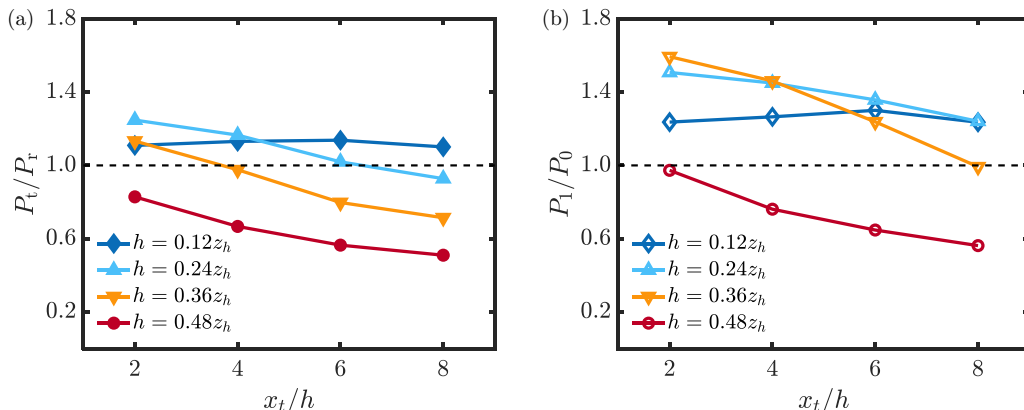 (a)
1.8
1.4
1.0
0.6
0.2
P_t/P_r
h = 0.12z_h
h = 0.24z_h
h = 0.36z_h
h = 0.48z_h
2 4 6 8
x_t/h
(b)
1.8
1.4
1.0
0.6
0.2
P_1/P_0
h = 0.12z_h
h = 0.24z_h
h = 0.36z_h
h = 0.48z_h
2 4 6 8
x_t/h